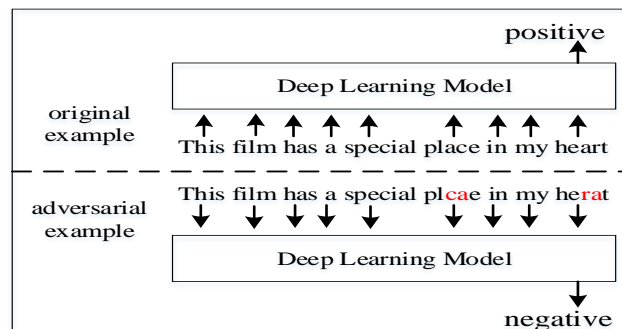 positive
Deep Learning Model
original
example
This film has a special place in my heart
This film has a special plcae in my herat
adversarial
example
Deep Learning Model
negative